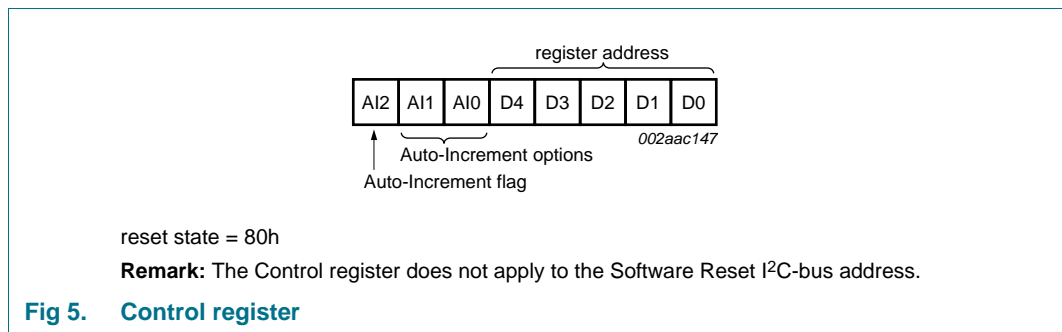 register address
AI2 AI1 AI0 D4 D3 D2 D1 D0
002aac147
Auto-Increment options
Auto-Increment flag
reset state = 80h
Remark: The Control register does not apply to the Software Reset I²C-bus address.
Fig 5. Control register